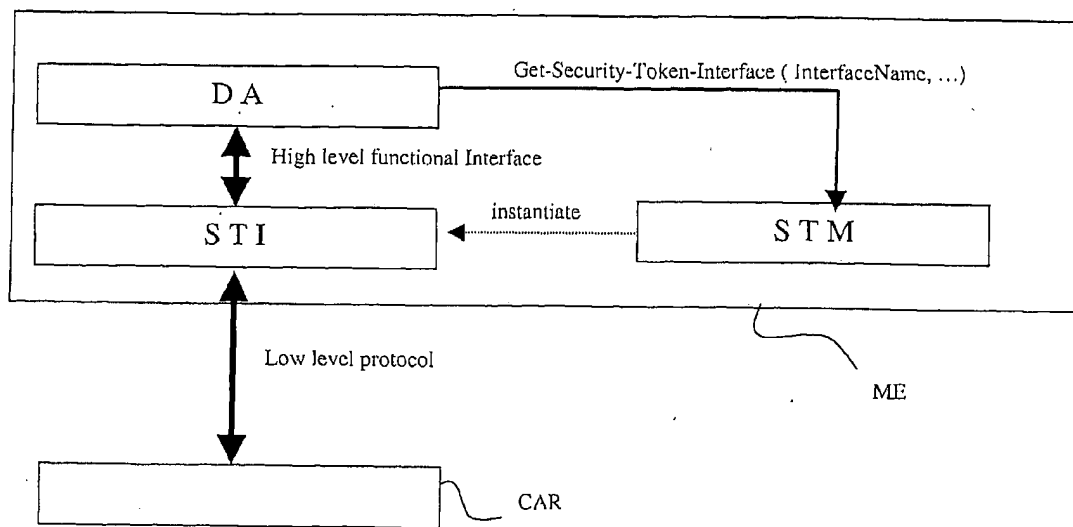 Get-Security-Token-Interface ( InterfaceName, ...)
D A
High level functional Interface
instantiate
S T I
S T M
Low level protocol
ME
CAR